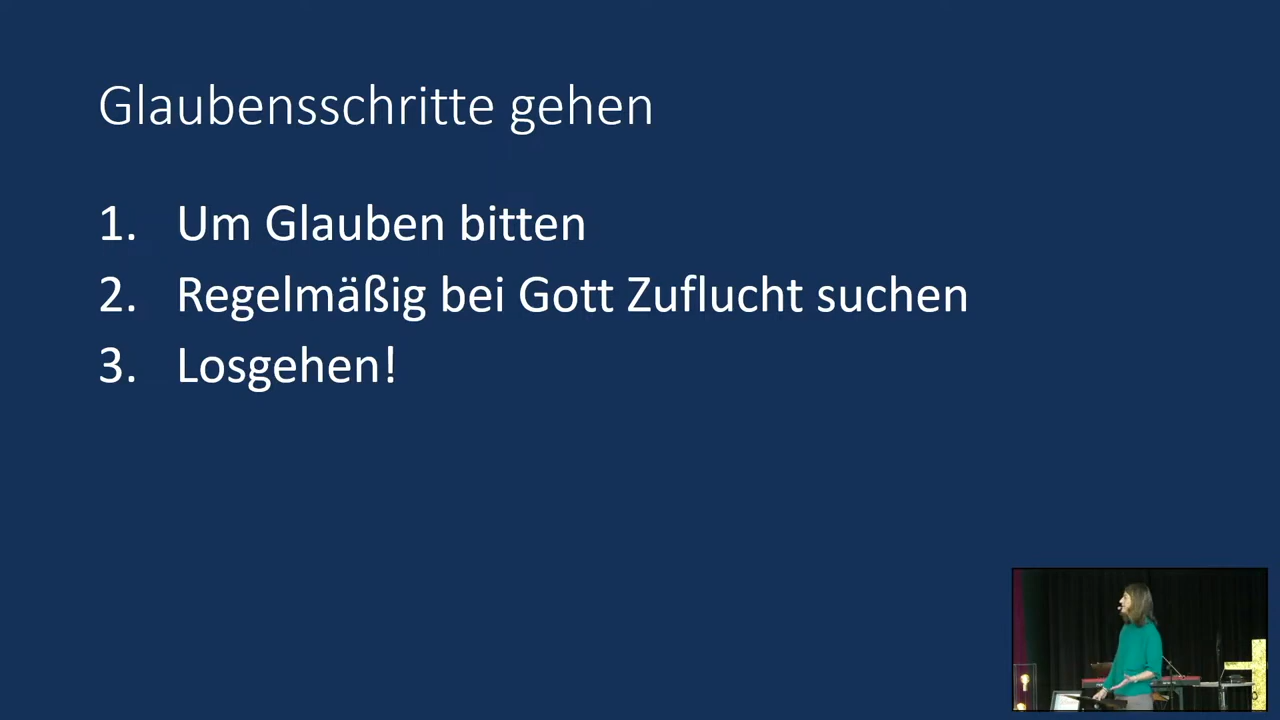 Glaubensschritte gehen
1. Um Glauben bitten
2. Regelmäßig bei Gott Zuflucht suchen
3. Losgehen!